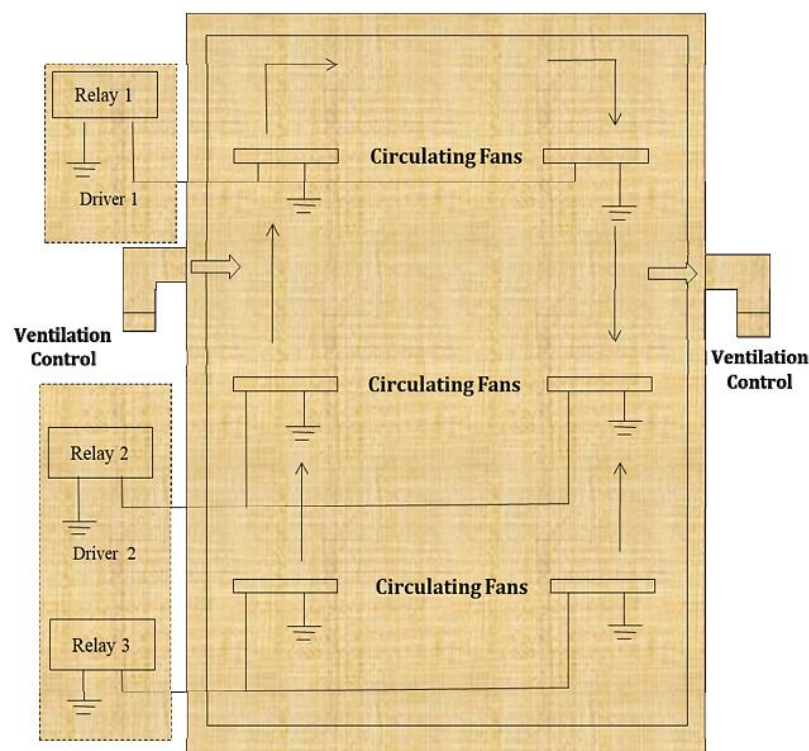 Relay 1
Driver 1
Circulating Fans
Ventilation
Control
Ventilation
Control
Circulating Fans
Relay 2
Driver 2
Circulating Fans
Relay 3